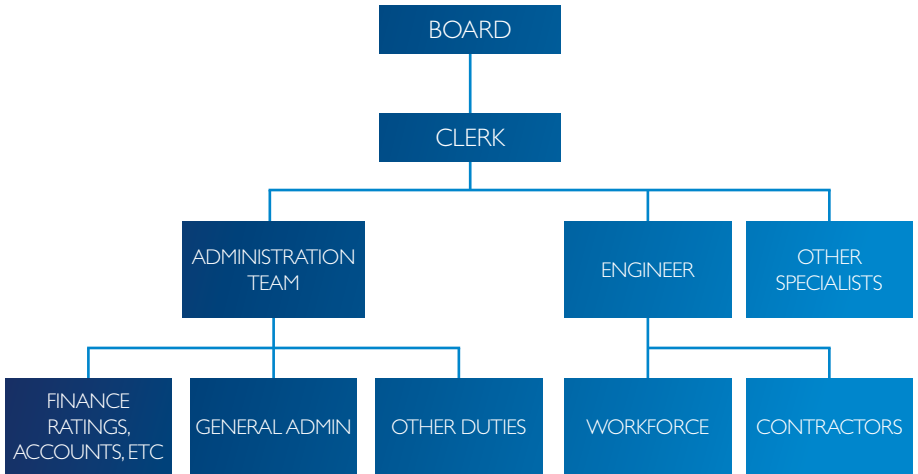 BOARD
CLERK
ADMINISTRATION
TEAM
ENGINEER
OTHER
SPECIALISTS
FINANCE
RATINGS,
ACCOUNTS, ETC
GENERAL ADMIN
OTHER DUTIES
WORKFORCE
CONTRACTORS